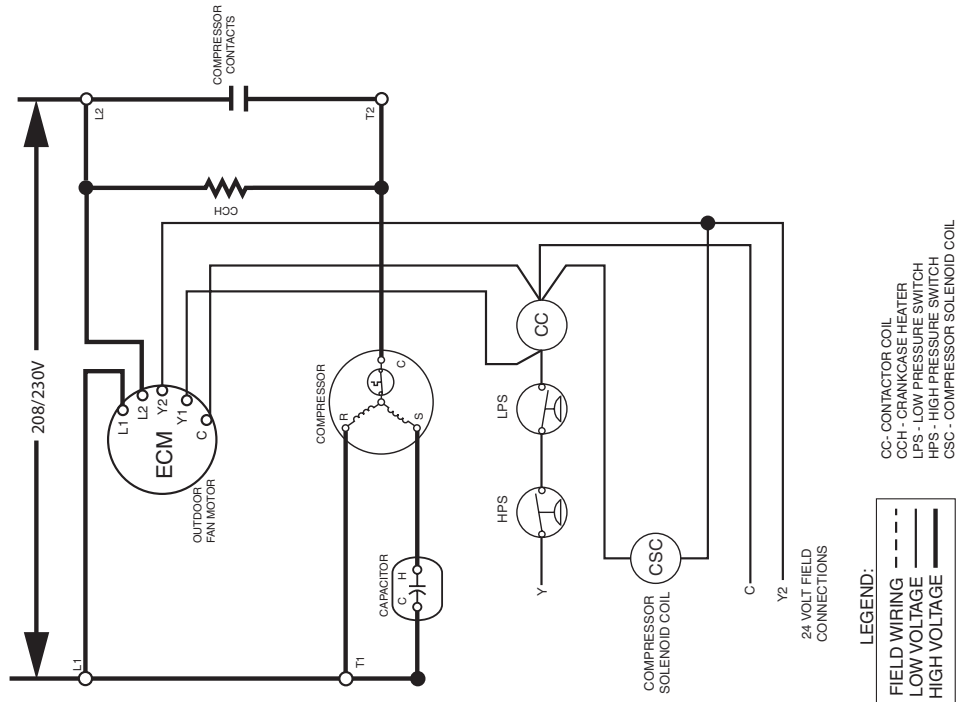 208/230V
L1
L2
COMPRESSOR
CONTACTS
T2
CCH
L1
L2
Y2
Y1
C
ECM
OUTDOOR
FAN MOTOR
COMPRESSOR
R
S
C
T1
CAPACITOR
C
H
CC
LPS
HPS
Y
CSC
COMPRESSOR
SOLENOID COIL
C
Y2
24 VOLT FIELD
CONNECTIONS
LEGEND:
FIELD WIRING
LOW VOLTAGE
HIGH VOLTAGE
CC- CONTACTOR COIL
CCH - CRANKCASE HEATER
LPS - LOW PRESSURE SWITCH
HPS - HIGH PRESSURE SWITCH
CSC - COMPRESSOR SOLENOID COIL